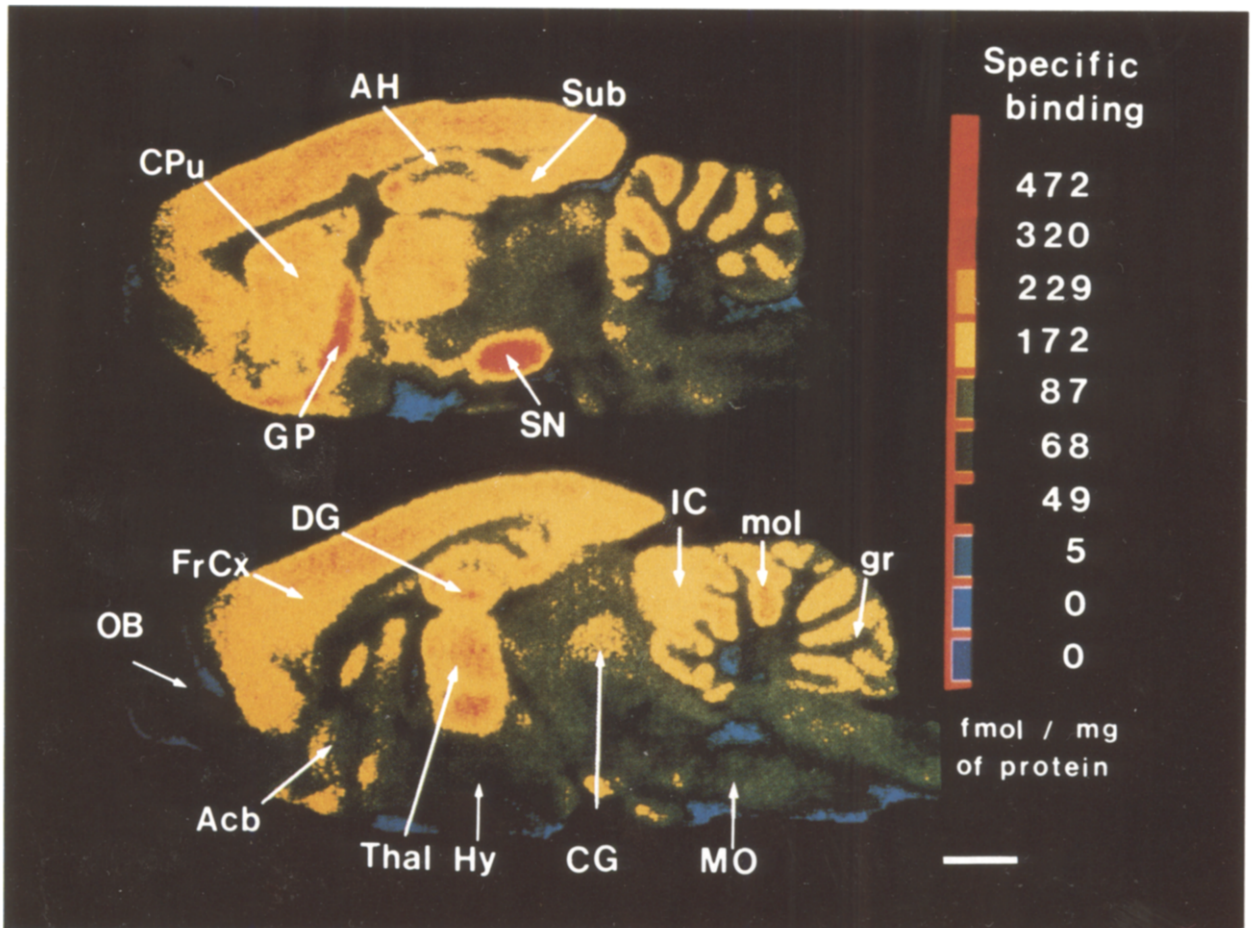 AH
Sub
CPu
GP
SN
Specific
binding
472
320
229
172
87
68
49
5
0
0
fmol / mg
of protein
DG
IC
mol
FrCx
gr
OB
Acb
Thal
Hy
CG
MO